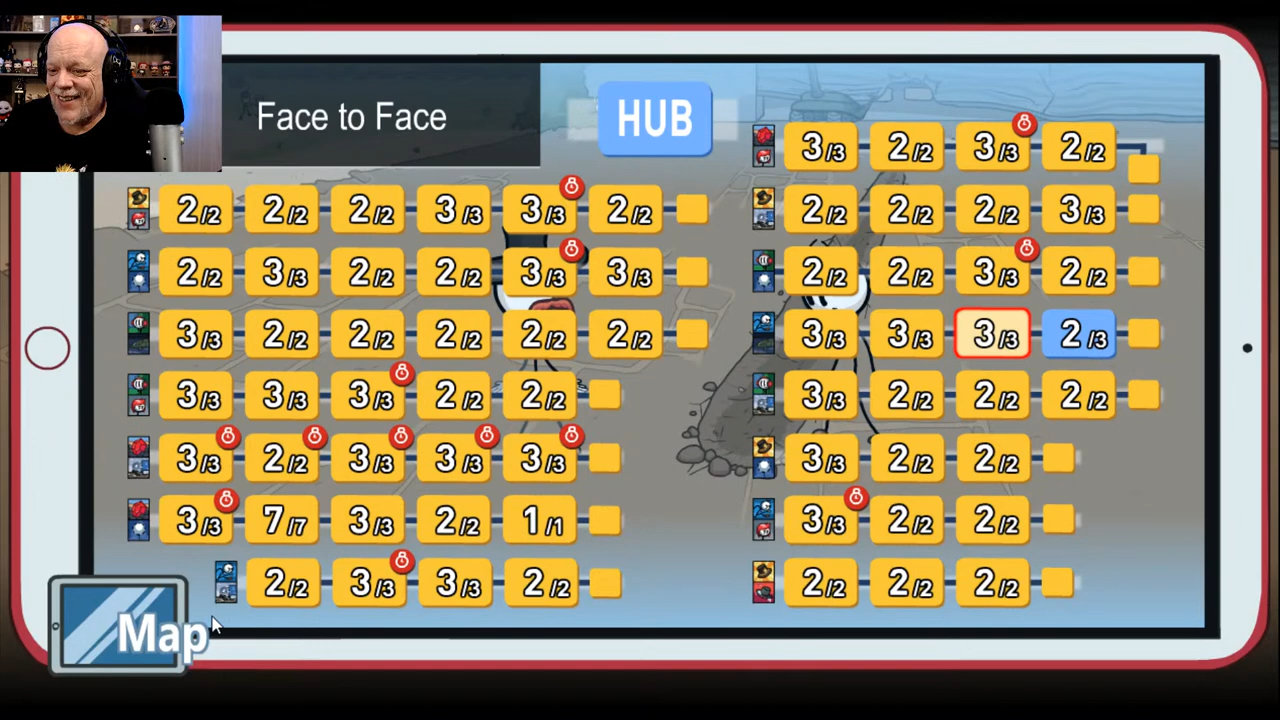 Face to Face
HUB
3/3 2/2 3/3 2/2
2/2 2/2 2/2 3/3 3/3 2/2
2/2 2/2 2/2 3/3
2/2 3/3 2/2 2/2 3/3 3/3
2/2 2/2 3/3 2/2
3/3 2/2 2/2 2/2 2/2 2/2
3/3 3/3 3/3 2/3
3/3 3/3 3/3 2/2 2/2
3/3 2/2 2/2 2/2
3/3 2/2 3/3 3/3 3/3
3/3 2/2 2/2
3/3 7/7 3/3 2/2 1/1
3/3 2/2 2/2
2/2 3/3 3/3 2/2
2/2 2/2 2/2
Map